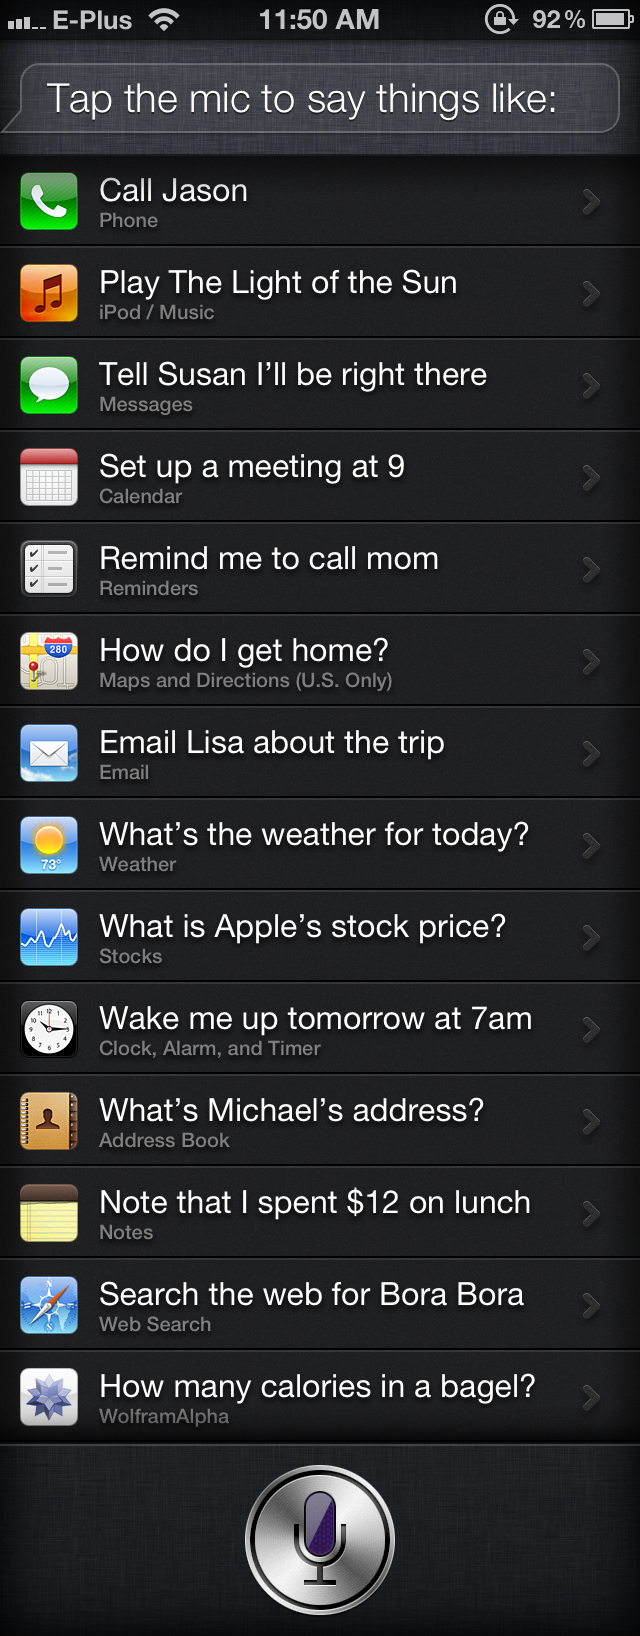 E-Plus 11:50 AM 92%
Tap the mic to say things like:
Call Jason
Phone
Play The Light of the Sun
iPod / Music
Tell Susan I’ll be right there
Messages
Set up a meeting at 9
Calendar
Remind me to call mom
Reminders
280
How do I get home?
Maps and Directions (U.S. Only)
Email Lisa about the trip
Email
What’s the weather for today?
73°
Weather
What is Apple’s stock price?
Stocks
Wake me up tomorrow at 7am
Clock, Alarm, and Timer
What’s Michael’s address?
Address Book
Note that I spent $12 on lunch
Notes
Search the web for Bora Bora
Web Search
How many calories in a bagel?
WolframAlpha